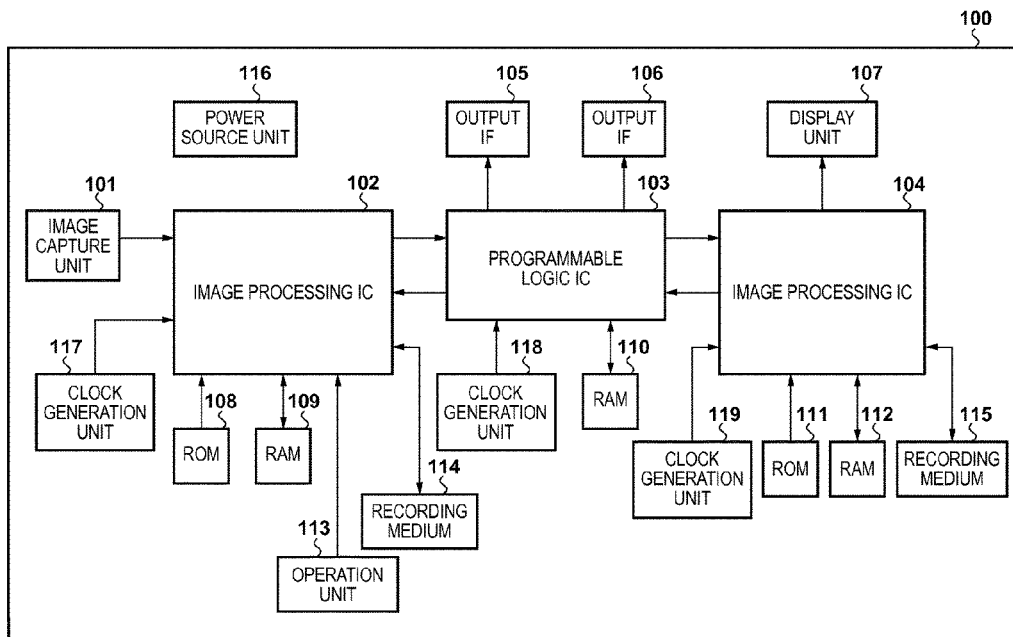 100
116
POWER
SOURCE UNIT
105
OUTPUT
IF
106
OUTPUT
IF
107
DISPLAY
UNIT
101
IMAGE
CAPTURE
UNIT
102
IMAGE PROCESSING IC
103
PROGRAMMABLE
LOGIC IC
104
IMAGE PROCESSING IC
117
CLOCK
GENERATION
UNIT
108
ROM
109
RAM
118
CLOCK
GENERATION
UNIT
110
RAM
113
OPERATION
UNIT
114
RECORDING
MEDIUM
119
CLOCK
GENERATION
UNIT
111
ROM
112
RAM
115
RECORDING
MEDIUM